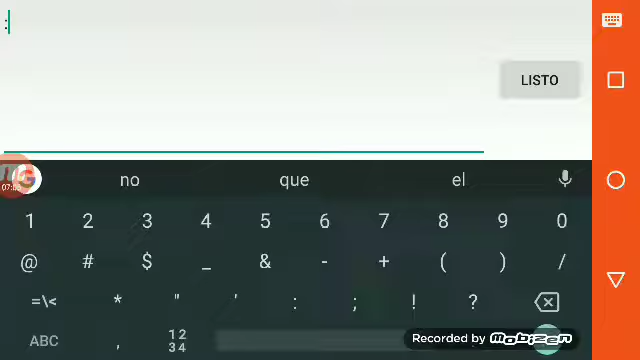 :
LISTO
no que el
1 2 3 4 5 6 7 8 9 0
@ # $ _ & - + ( ) /
=\< * " ' : ; ! ?
ABC , 12 34
Recorded by mobizen